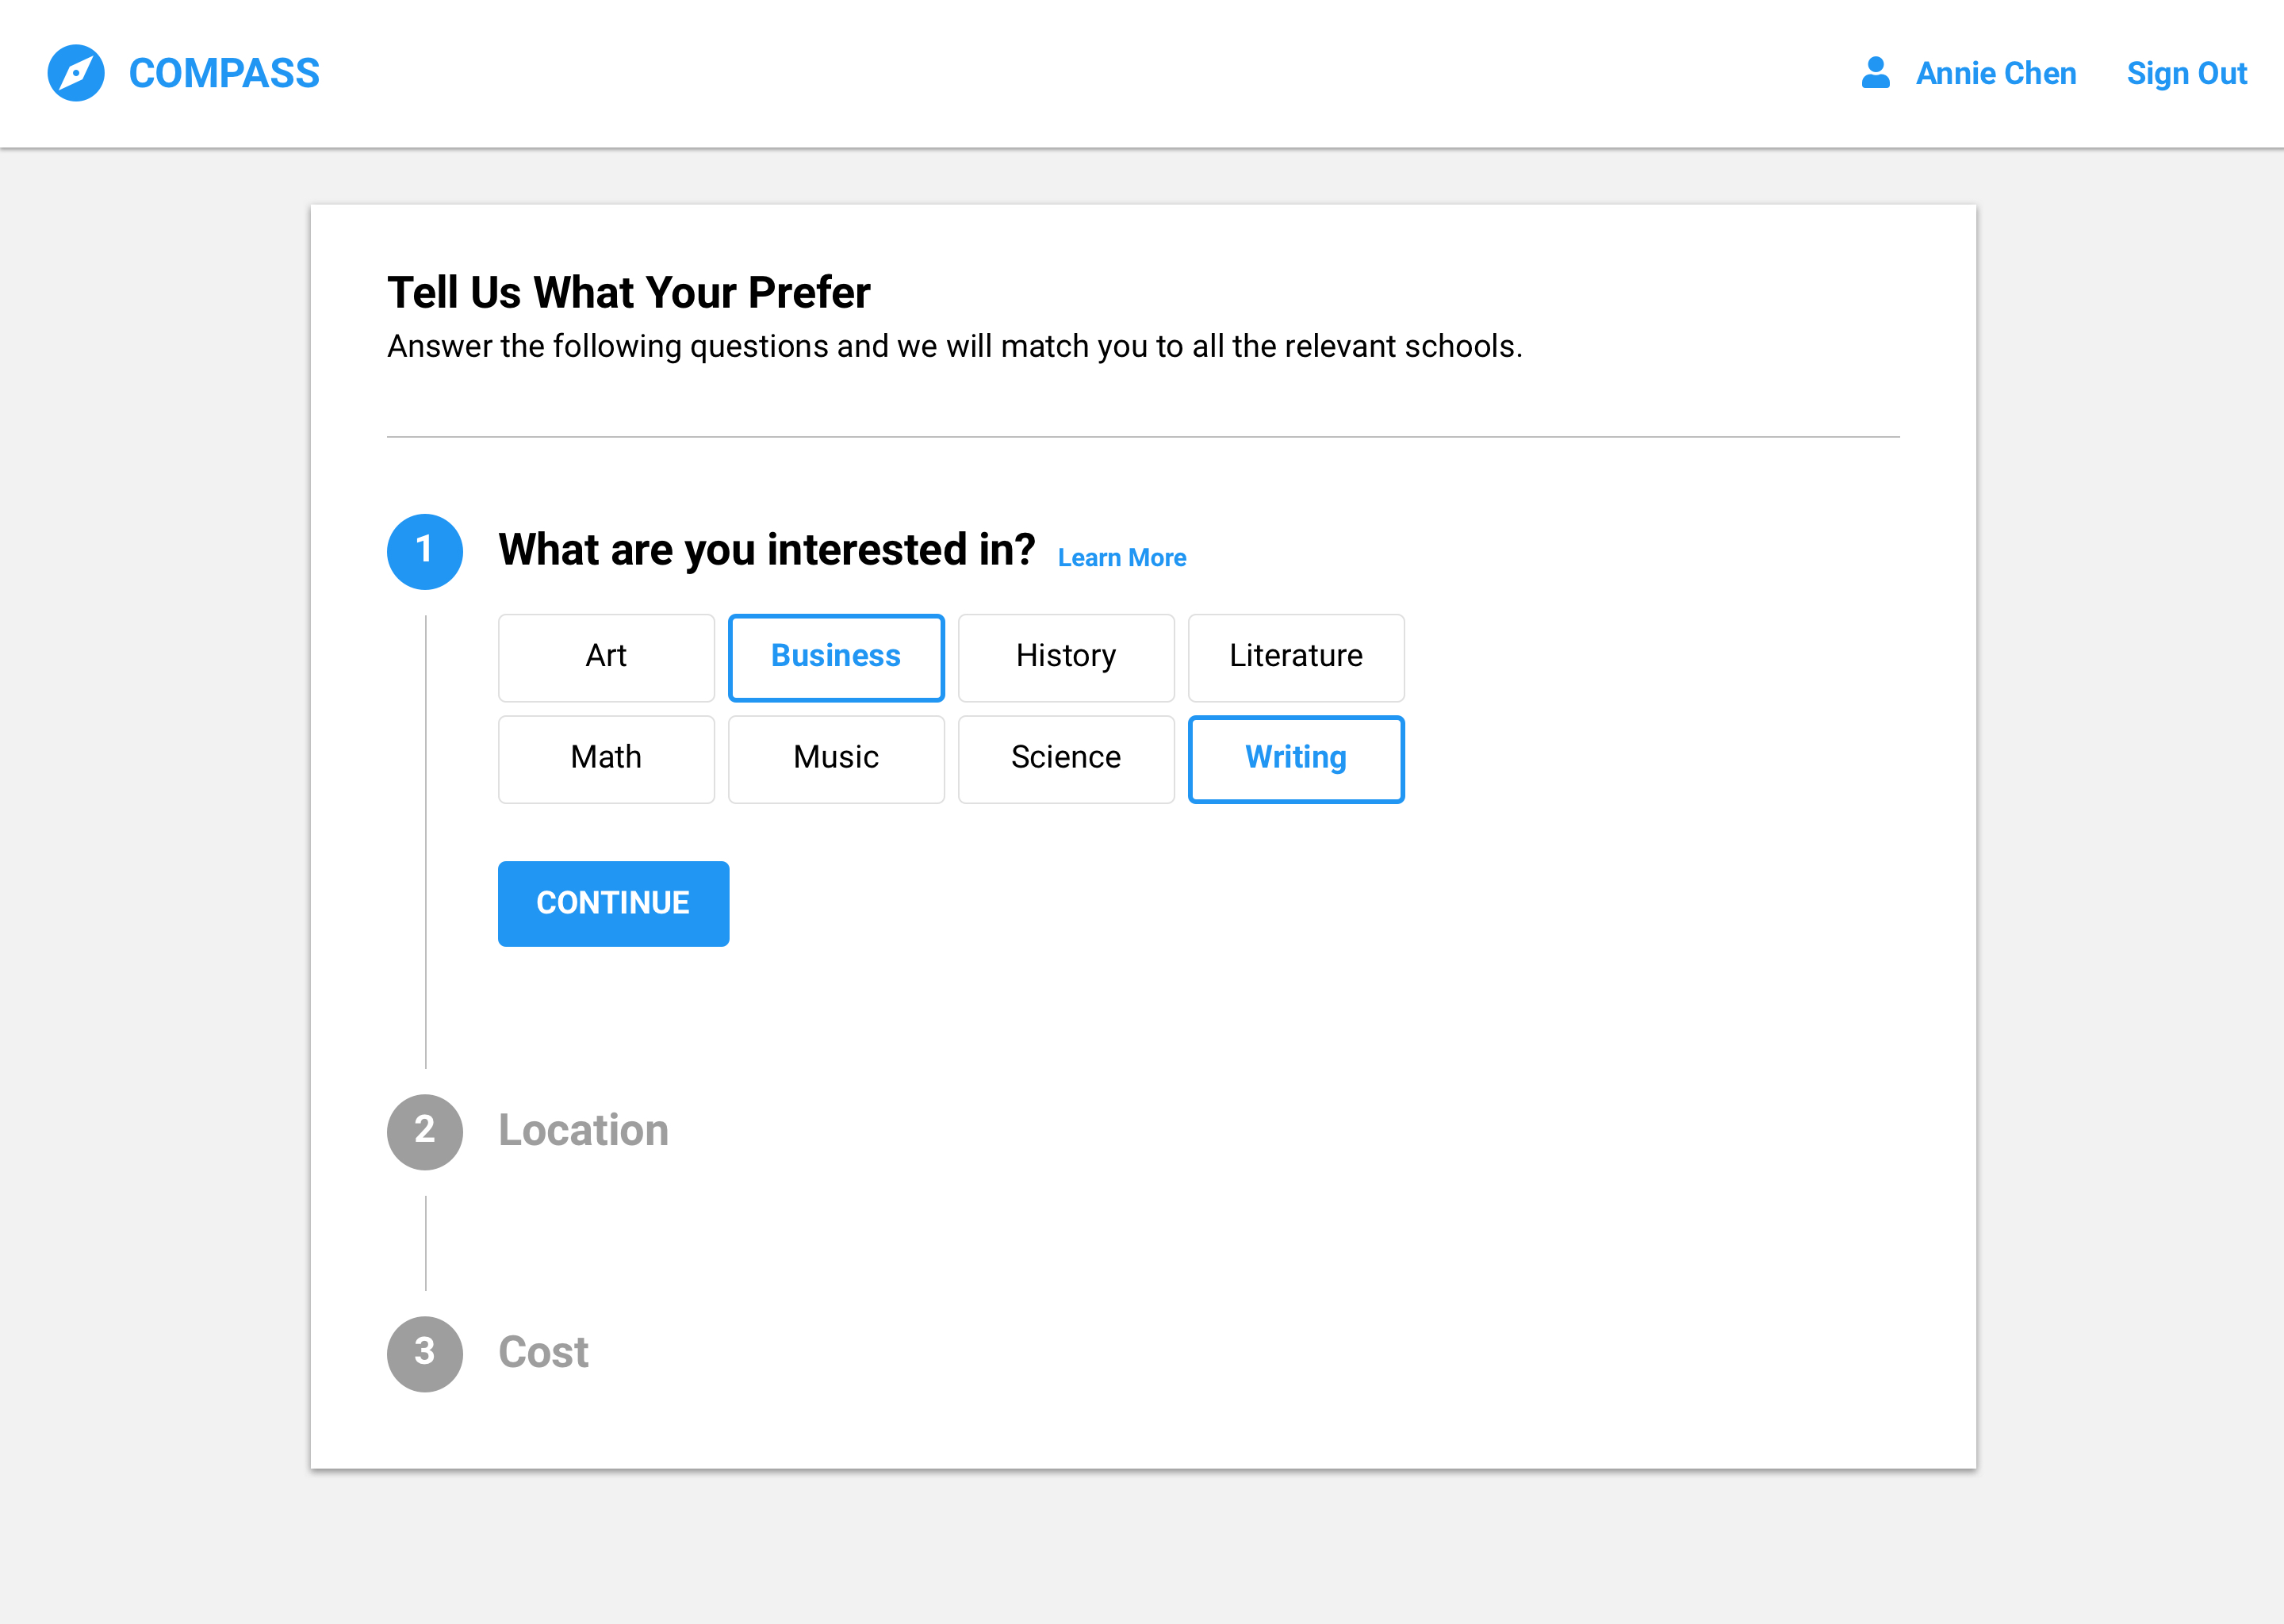 COMPASS
Annie Chen Sign Out
Tell Us What Your Prefer
Answer the following questions and we will match you to all the relevant schools.
1 What are you interested in? Learn More
Art Business History Literature
Math Music Science Writing
CONTINUE
2 Location
3 Cost